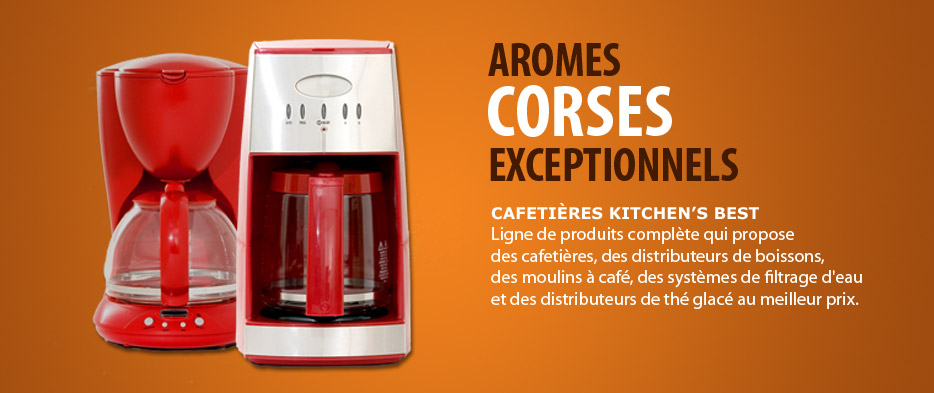 AROMES
CORSES
EXCEPTIONNELS
CAFETIÈRES KITCHEN’S BEST
Ligne de produits complète qui propose
des cafetières, des distributeurs de boissons,
des moulins à café, des systèmes de filtrage d'eau
et des distributeurs de thé glacé au meilleur prix.